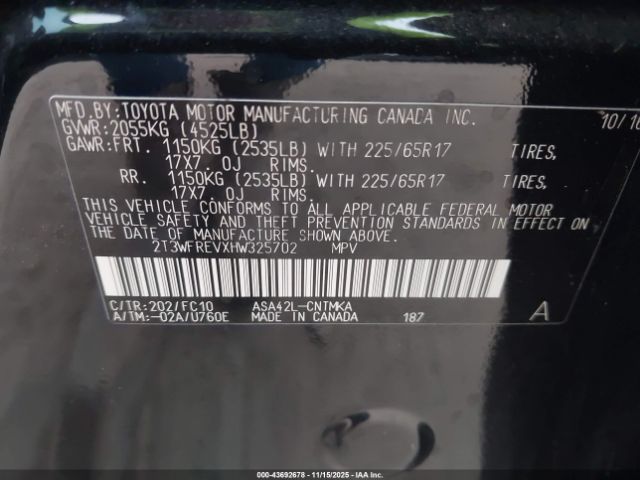 MFD.BY:TOYOTA MOTOR MANUFACTURING CANADA INC. 10/16
GVWR:2055KG (4525LB)
GAWR:FRT. 1150KG (2535LB) WITH 225/65R17 TIRES,
17X7.0J RIMS.
RR. 1150KG (2535LB) WITH 225/65R17 TIRES,
17X7.0J RIMS.
THIS VEHICLE CONFORMS TO ALL APPLICABLE FEDERAL MOTOR
VEHICLE SAFETY AND THEFT PREVENTION STANDARDS IN EFFECT ON
THE DATE OF MANUFACTURE SHOWN ABOVE.
2T3WFREVXHW325702 MPV
C/TR:202/FC10 ASA42L-CNTMKA
A/TM:-02A/U760E MADE IN CANADA 187 A
000-43692678 - 11/15/2025 - IAA Inc.